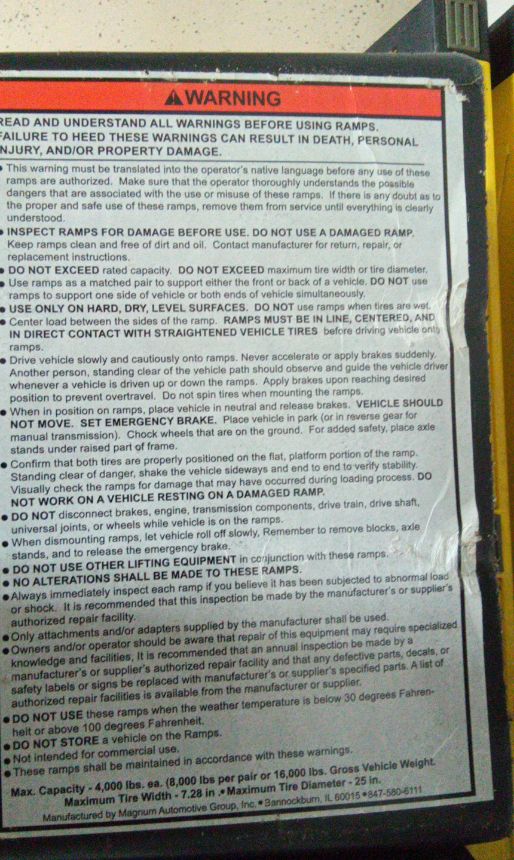 WARNING
READ AND UNDERSTAND ALL WARNINGS BEFORE USING RAMPS.
FAILURE TO HEED THESE WARNINGS CAN RESULT IN DEATH, PERSONAL
INJURY, AND/OR PROPERTY DAMAGE.
• This warning must be translated into the operator's native language before any use of these
ramps are authorized. Make sure that the operator thoroughly understands the possible
dangers that are associated with the use or misuse of these ramps. If there is any doubt as to
the proper and safe use of these ramps, remove them from service until everything is clearly
understood.
• INSPECT RAMPS FOR DAMAGE BEFORE USE. DO NOT USE A DAMAGED RAMP.
Keep ramps clean and free of dirt and oil. Contact manufacturer for return, repair, or
replacement instructions.
• DO NOT EXCEED rated capacity. DO NOT EXCEED maximum tire width or tire diameter.
• Use ramps as a matched pair to support either the front or back of a vehicle. DO NOT use
ramps to support one side of vehicle or both ends of vehicle simultaneously.
• USE ONLY ON HARD, DRY, LEVEL SURFACES. DO NOT use ramps when tires are wet.
• Center load between the sides of the ramp. RAMPS MUST BE IN LINE, CENTERED, AND
IN DIRECT CONTACT WITH STRAIGHTENED VEHICLE TIRES before driving vehicle onto
ramps.
• Drive vehicle slowly and cautiously onto ramps. Never accelerate or apply brakes suddenly.
Another person, standing clear of the vehicle path should observe and guide the vehicle driver
whenever a vehicle is driven up or down the ramps. Apply brakes upon reaching desired
position to prevent overtravel. Do not spin tires when mounting the ramps.
• When in position on ramps, place vehicle in neutral and release brakes. VEHICLE SHOULD
NOT MOVE. SET EMERGENCY BRAKE. Place vehicle in park (or in reverse gear for
manual transmission). Chock wheels that are on the ground. For added safety, place axle
stands under raised part of frame.
• Confirm that both tires are properly positioned on the flat, platform portion of the ramp.
Standing clear of danger, shake the vehicle sideways and end to end to verify stability.
Visually check the ramps for damage that may have occurred during loading process. DO
NOT WORK ON A VEHICLE RESTING ON A DAMAGED RAMP.
• DO NOT disconnect brakes, engine, transmission components, drive train, drive shaft,
universal joints, or wheels while vehicle is on the ramps.
• When dismounting ramps, let vehicle roll off slowly, Remember to remove blocks, axle
stands, and to release the emergency brake.
• DO NOT USE OTHER LIFTING EQUIPMENT in conjunction with these ramps.
• NO ALTERATIONS SHALL BE MADE TO THESE RAMPS.
• Always immediately inspect each ramp if you believe it has been subjected to abnormal load
or shock. It is recommended that this inspection be made by the manufacturer's or supplier's
authorized repair facility.
• Only attachments and/or adapters supplied by the manufacturer shall be used.
• Owners and/or operator should be aware that repair of this equipment may require specialized
knowledge and facilities, It is recommended that an annual inspection be made by a
manufacturer's or supplier's authorized repair facility and that any defective parts, decals, or
safety labels or signs be replaced with manufacturer's or supplier's specified parts. A list of
authorized repair facilities is available from the manufacturer or supplier.
• DO NOT USE these ramps when the weather temperature is below 30 degrees Fahren-
heit or above 100 degrees Fahrenheit.
• DO NOT STORE a vehicle on the Ramps.
• Not intended for commercial use.
• These ramps shall be maintained in accordance with these warnings.
Max. Capacity - 4,000 lbs. ea. (8,000 lbs per pair or 16,000 lbs. Gross Vehicle Weight.
Maximum Tire Width - 7.28 in .• Maximum Tire Diameter - 25 in.
Manufactured by Magnum Automotive Group, Inc. • Bannockburn, IL 60015 • 847-580-6111